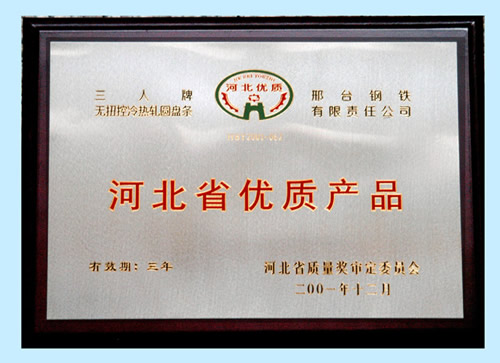 三人牌
无扭控冷热轧圆盘条
河北优质
邢台钢铁
有限责任公司
河北省优质产品
有效期：三年
河北省质量奖审定委员会
二00一年十二月